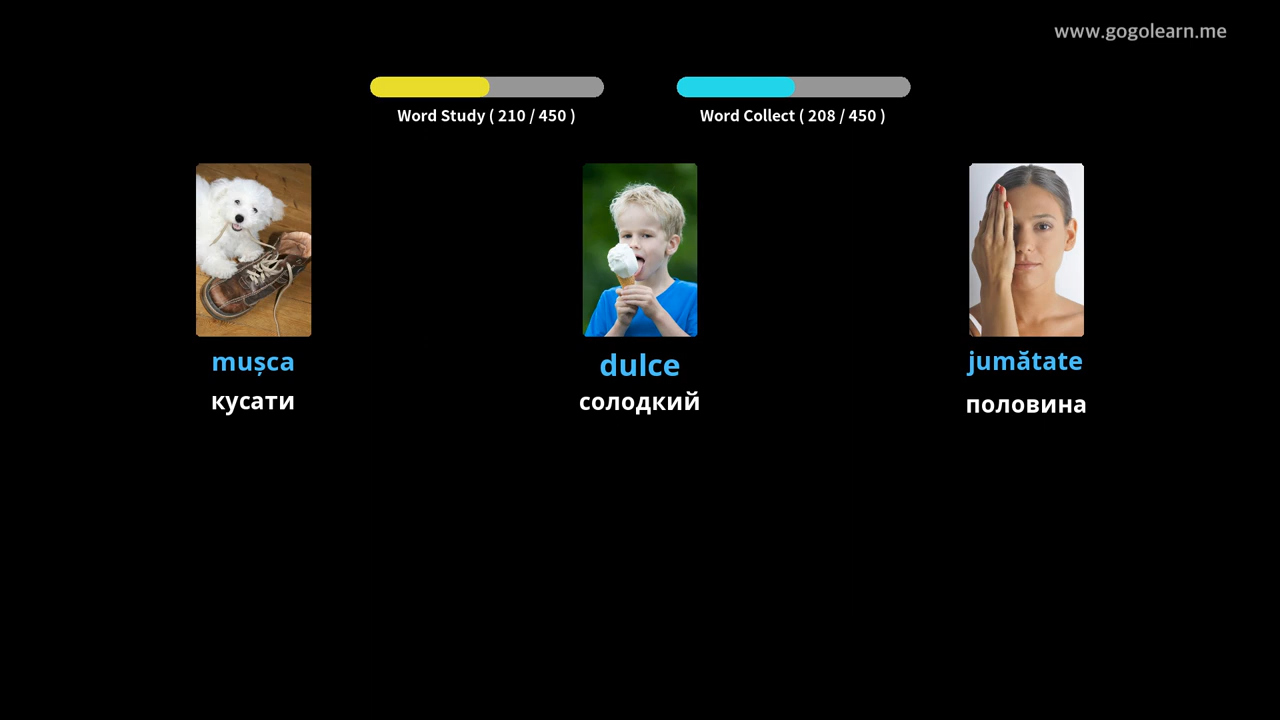 www.gogolearn.me
Word Study ( 210 / 450 )
Word Collect ( 208 / 450 )
mușca
кусати
dulce
солодкий
jumătate
половина